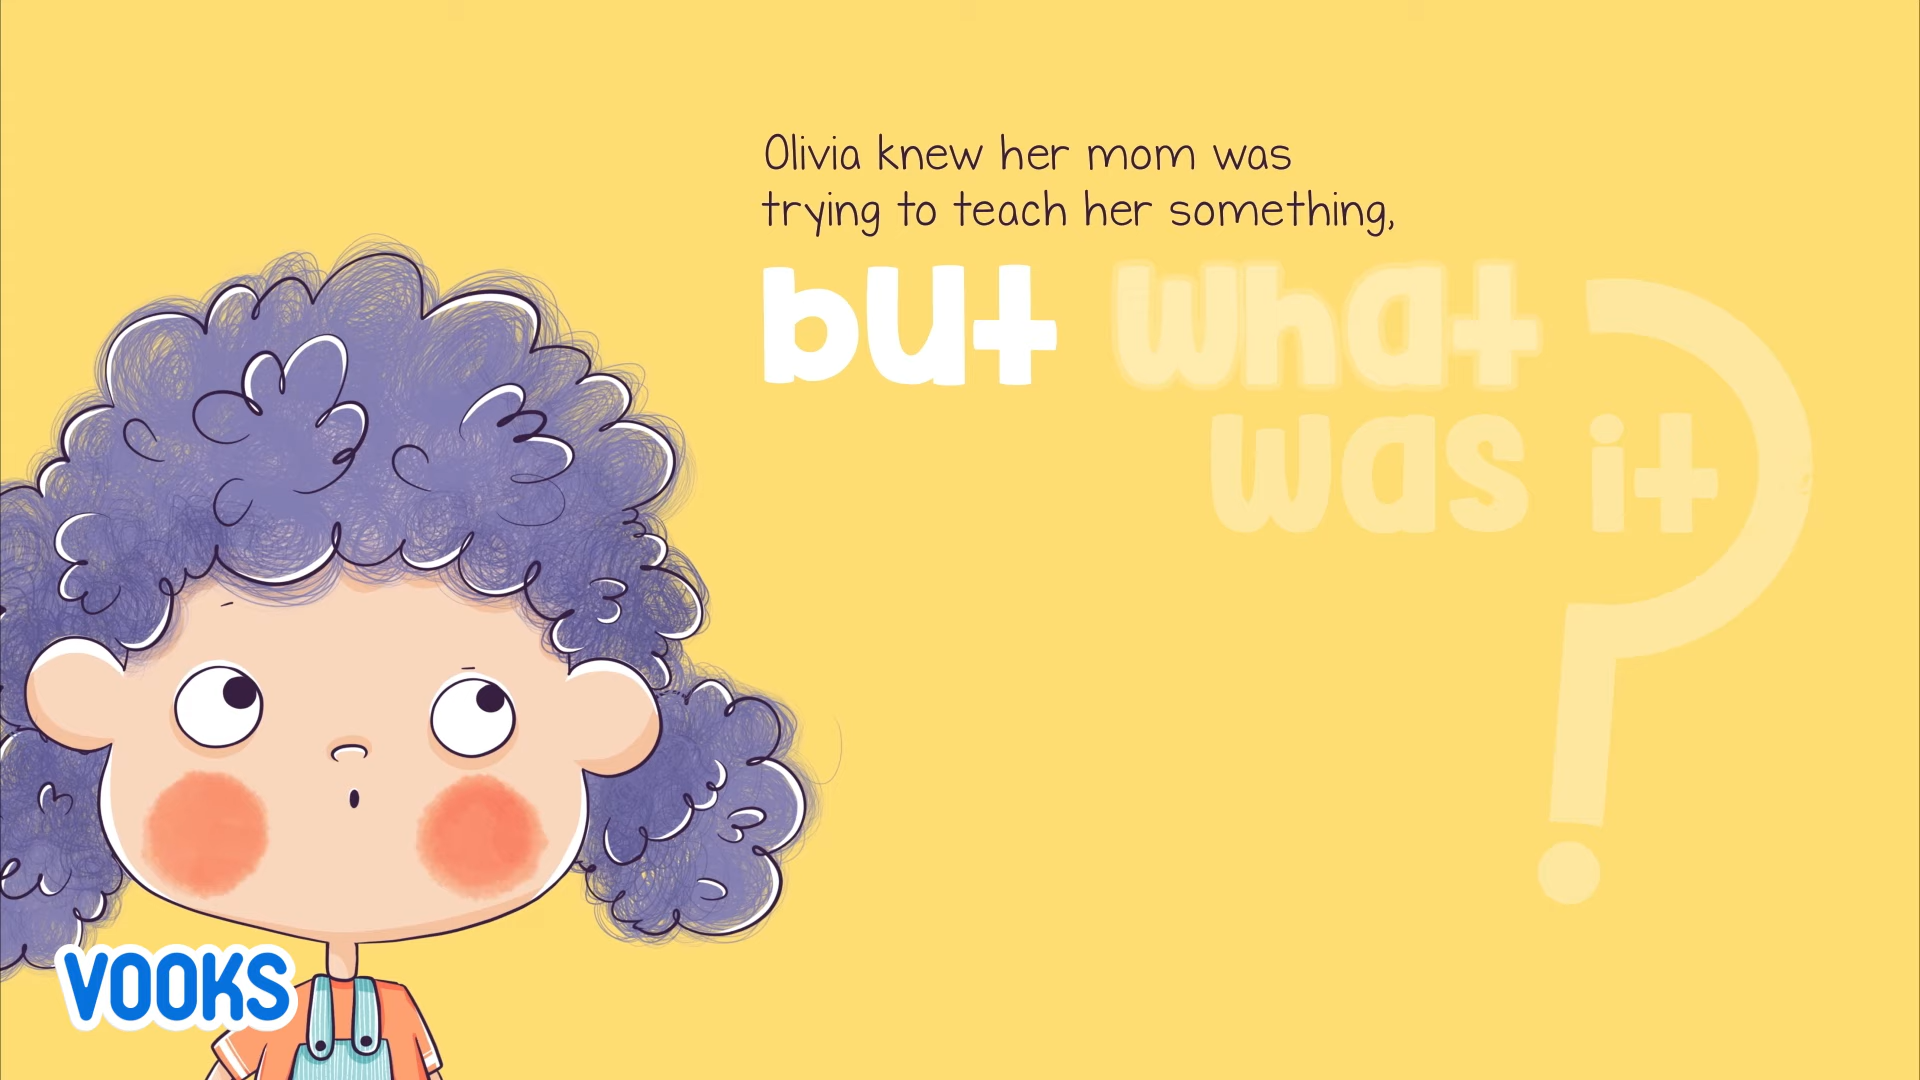 Olivia knew her mom was
trying to teach her something,
but what
was it?
VOOKS